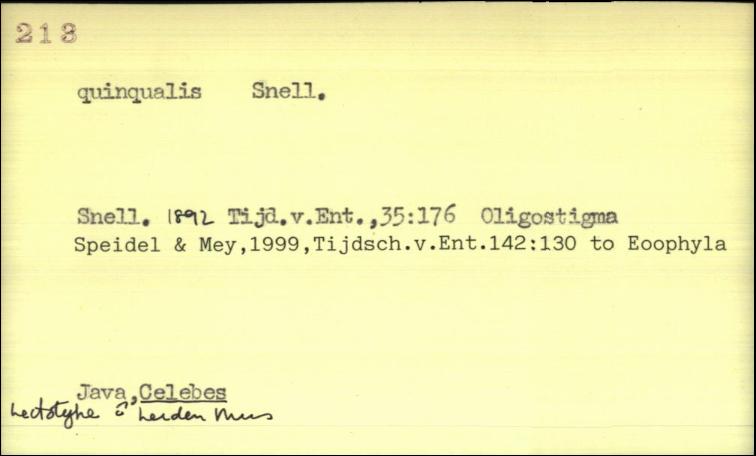 213
quinqualis Snell.
Snell. 1892 Tijd.v.Ent.,35:176 Oligostigma
Speidel & Mey,1999,Tijdsch.v.Ent.142:130 to Eoophyla
Java,Celebes
Lectotype ♂ Leiden Mus